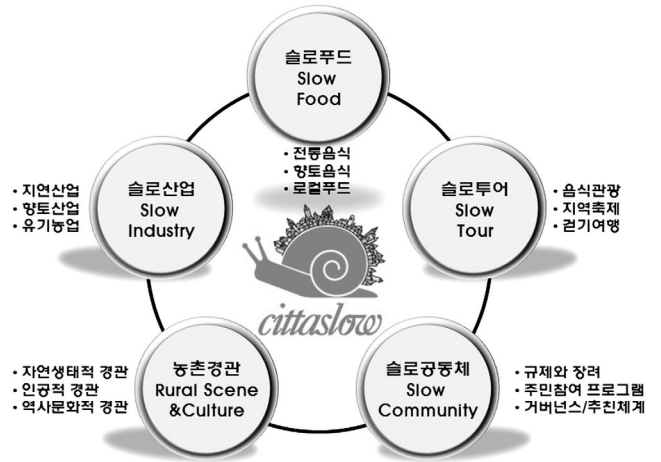 슬로푸드
Slow
Food
• 전통음식
• 향토음식
• 로컬푸드
• 지연산업
• 향토산업
• 유기농업
슬로산업
Slow
Industry
슬로투어
Slow
Tour
• 음식관광
• 지역축제
• 걷기여행
cittaslow
• 자연생태적 경관
• 인공적 경관
• 역사문화적 경관
농촌경관
Rural Scene
&Culture
슬로공동체
Slow
Community
• 규제와 장려
• 주민참여 프로그램
• 거버넌스/추진체계